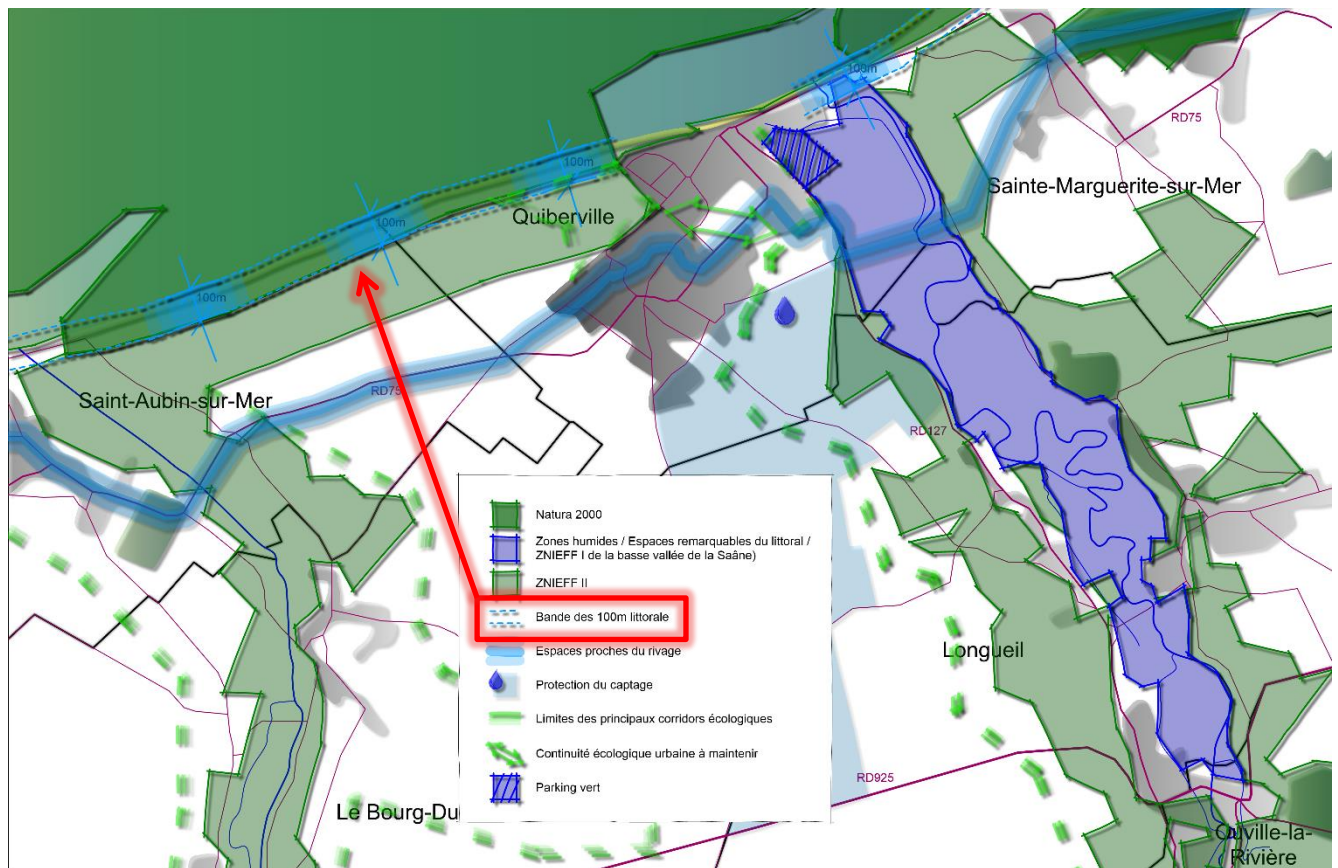 100m
RD75
100m
Sainte-Marguerite-sur-Mer
Quiberville
100m
100m
Saint-Aubin-sur-Mer
RD75
RD127
Natura 2000
Zones humides / Espaces remarquables du littoral /
ZNIEFF I de la basse vallée de la Saâne)
ZNIEFF II
Bande des 100m littorale
Espaces proches du rivage
Protection du captage
Limites des principaux corridors écologiques
Continuité écologique urbaine à maintenir
Parking vert
Longueil
RD925
Le Bourg-Du
Ouville-la-
Rivière